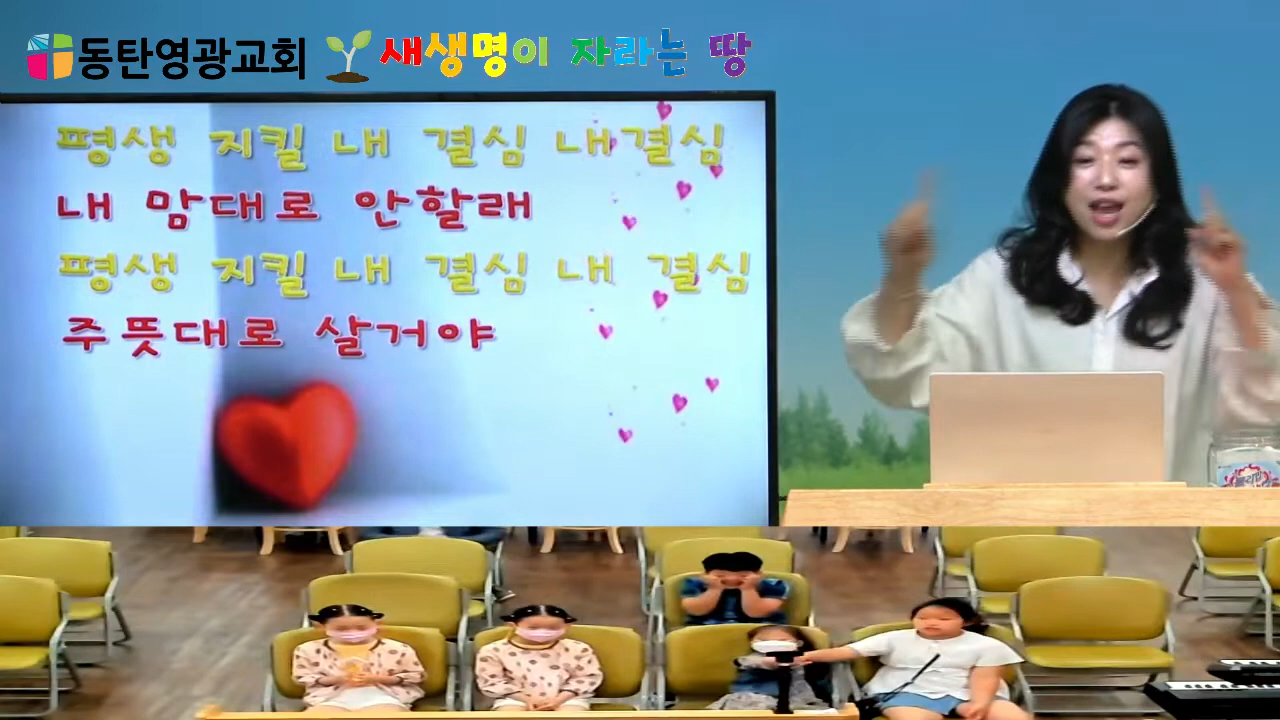 동탄영광교회 새생명이 자라는 땅
평생 지킬 내 결심 내결심
내 맘대로 안할래
평생 지킬 내 결심 내 결심
주뜻대로 살거야